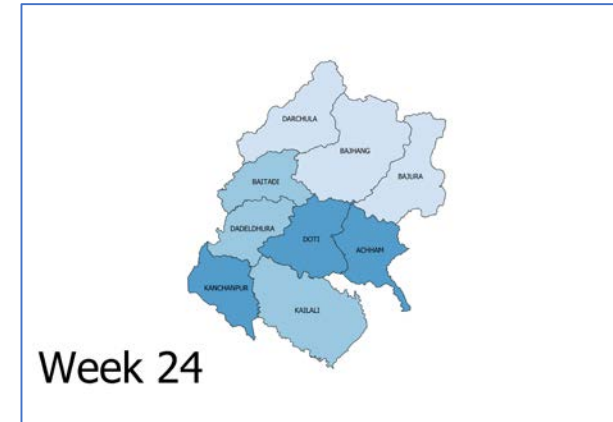 DARCHULA
BAJHANG
BAJURA
BAITADI
DADELDHURA
DOTI
ACHHAM
KANCHANPUR
KAILALI
Week 24